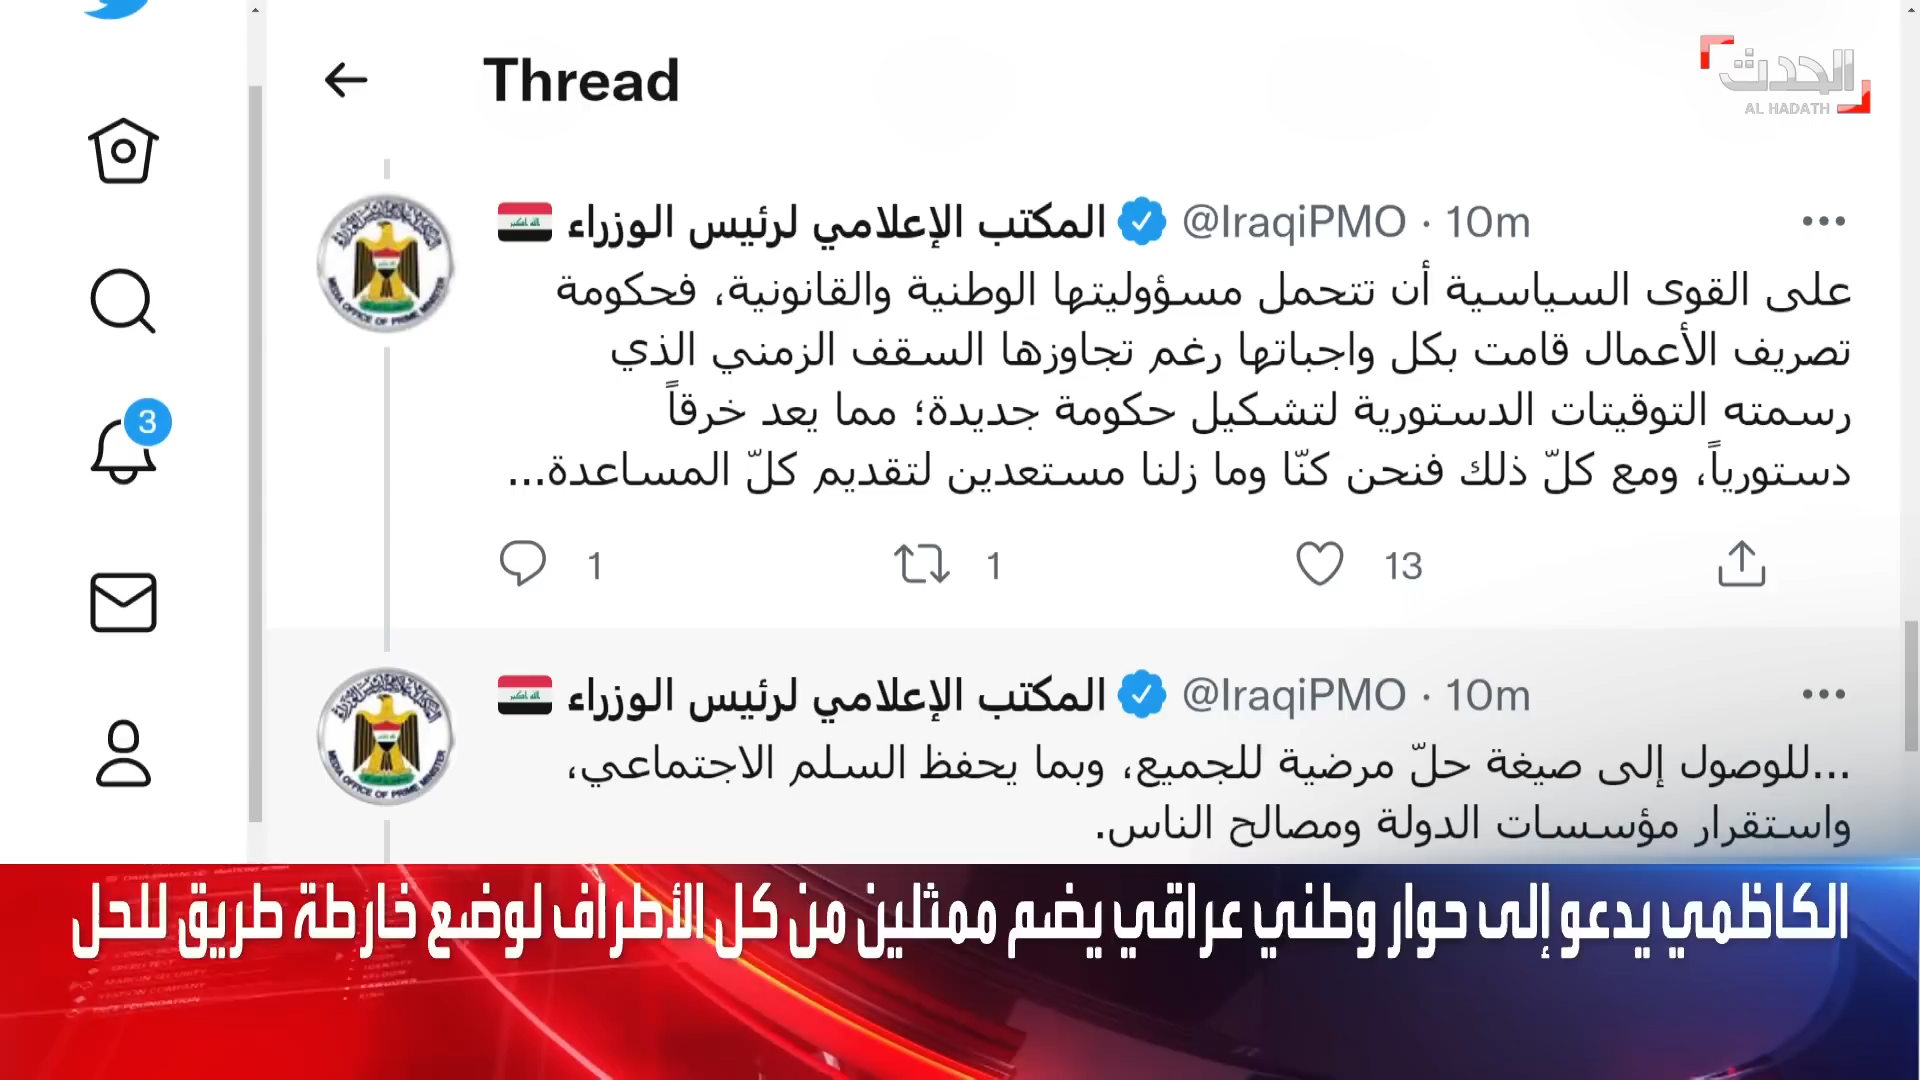 Thread
الحدث
AL HADATH
المكتب الإعلامي لرئيس الوزراء @IraqiPMO · 10m
على القوى السياسية أن تتحمل مسؤوليتها الوطنية والقانونية، فحكومة
تصريف الأعمال قامت بكل واجباتها رغم تجاوزها السقف الزمني الذي
رسمته التوقيتات الدستورية لتشكيل حكومة جديدة؛ مما يعد خرقاً
دستورياً، ومع كلّ ذلك فنحن كنّا وما زلنا مستعدين لتقديم كلّ المساعدة...
1 1 13
3
المكتب الإعلامي لرئيس الوزراء @IraqiPMO · 10m
...للوصول إلى صيغة حلّ مرضية للجميع، وبما يحفظ السلم الاجتماعي،
واستقرار مؤسسات الدولة ومصالح الناس.
الكاظمي يدعو إلى حوار وطني عراقي يضم ممثلين من كل الأطراف لوضع خارطة طريق للحل